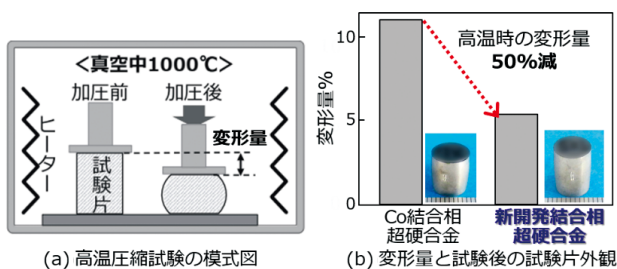 ＜真空中1000℃＞
加圧前
加圧後
ヒーター
試験片
変形量
(a) 高温圧縮試験の模式図
変形量%
10
5
0
高温時の変形量
50%減
Co結合相
超硬合金
新開発結合相
超硬合金
(b) 変形量と試験後の試験片外観